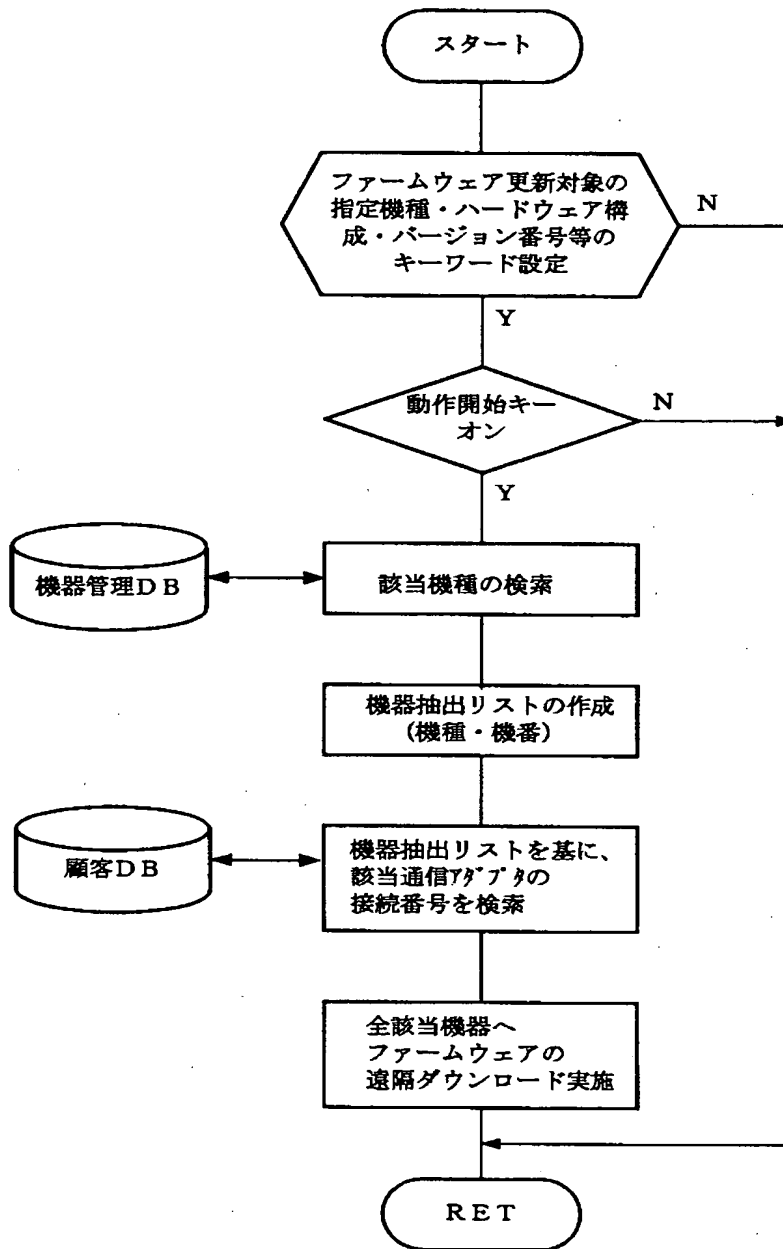 スタート
ファームウェア更新対象の
指定機種・ハードウェア構
成・バージョン番号等の
キーワード設定
N
Y
動作開始キー
オン
N
Y
機器管理DB
該当機種の検索
機器抽出リストの作成
(機種・機番)
顧客DB
機器抽出リストを基に、
該当通信ｱﾀﾞﾌﾟﾀの
接続番号を検索
全該当機器へ
ファームウェアの
遠隔ダウンロード実施
RET